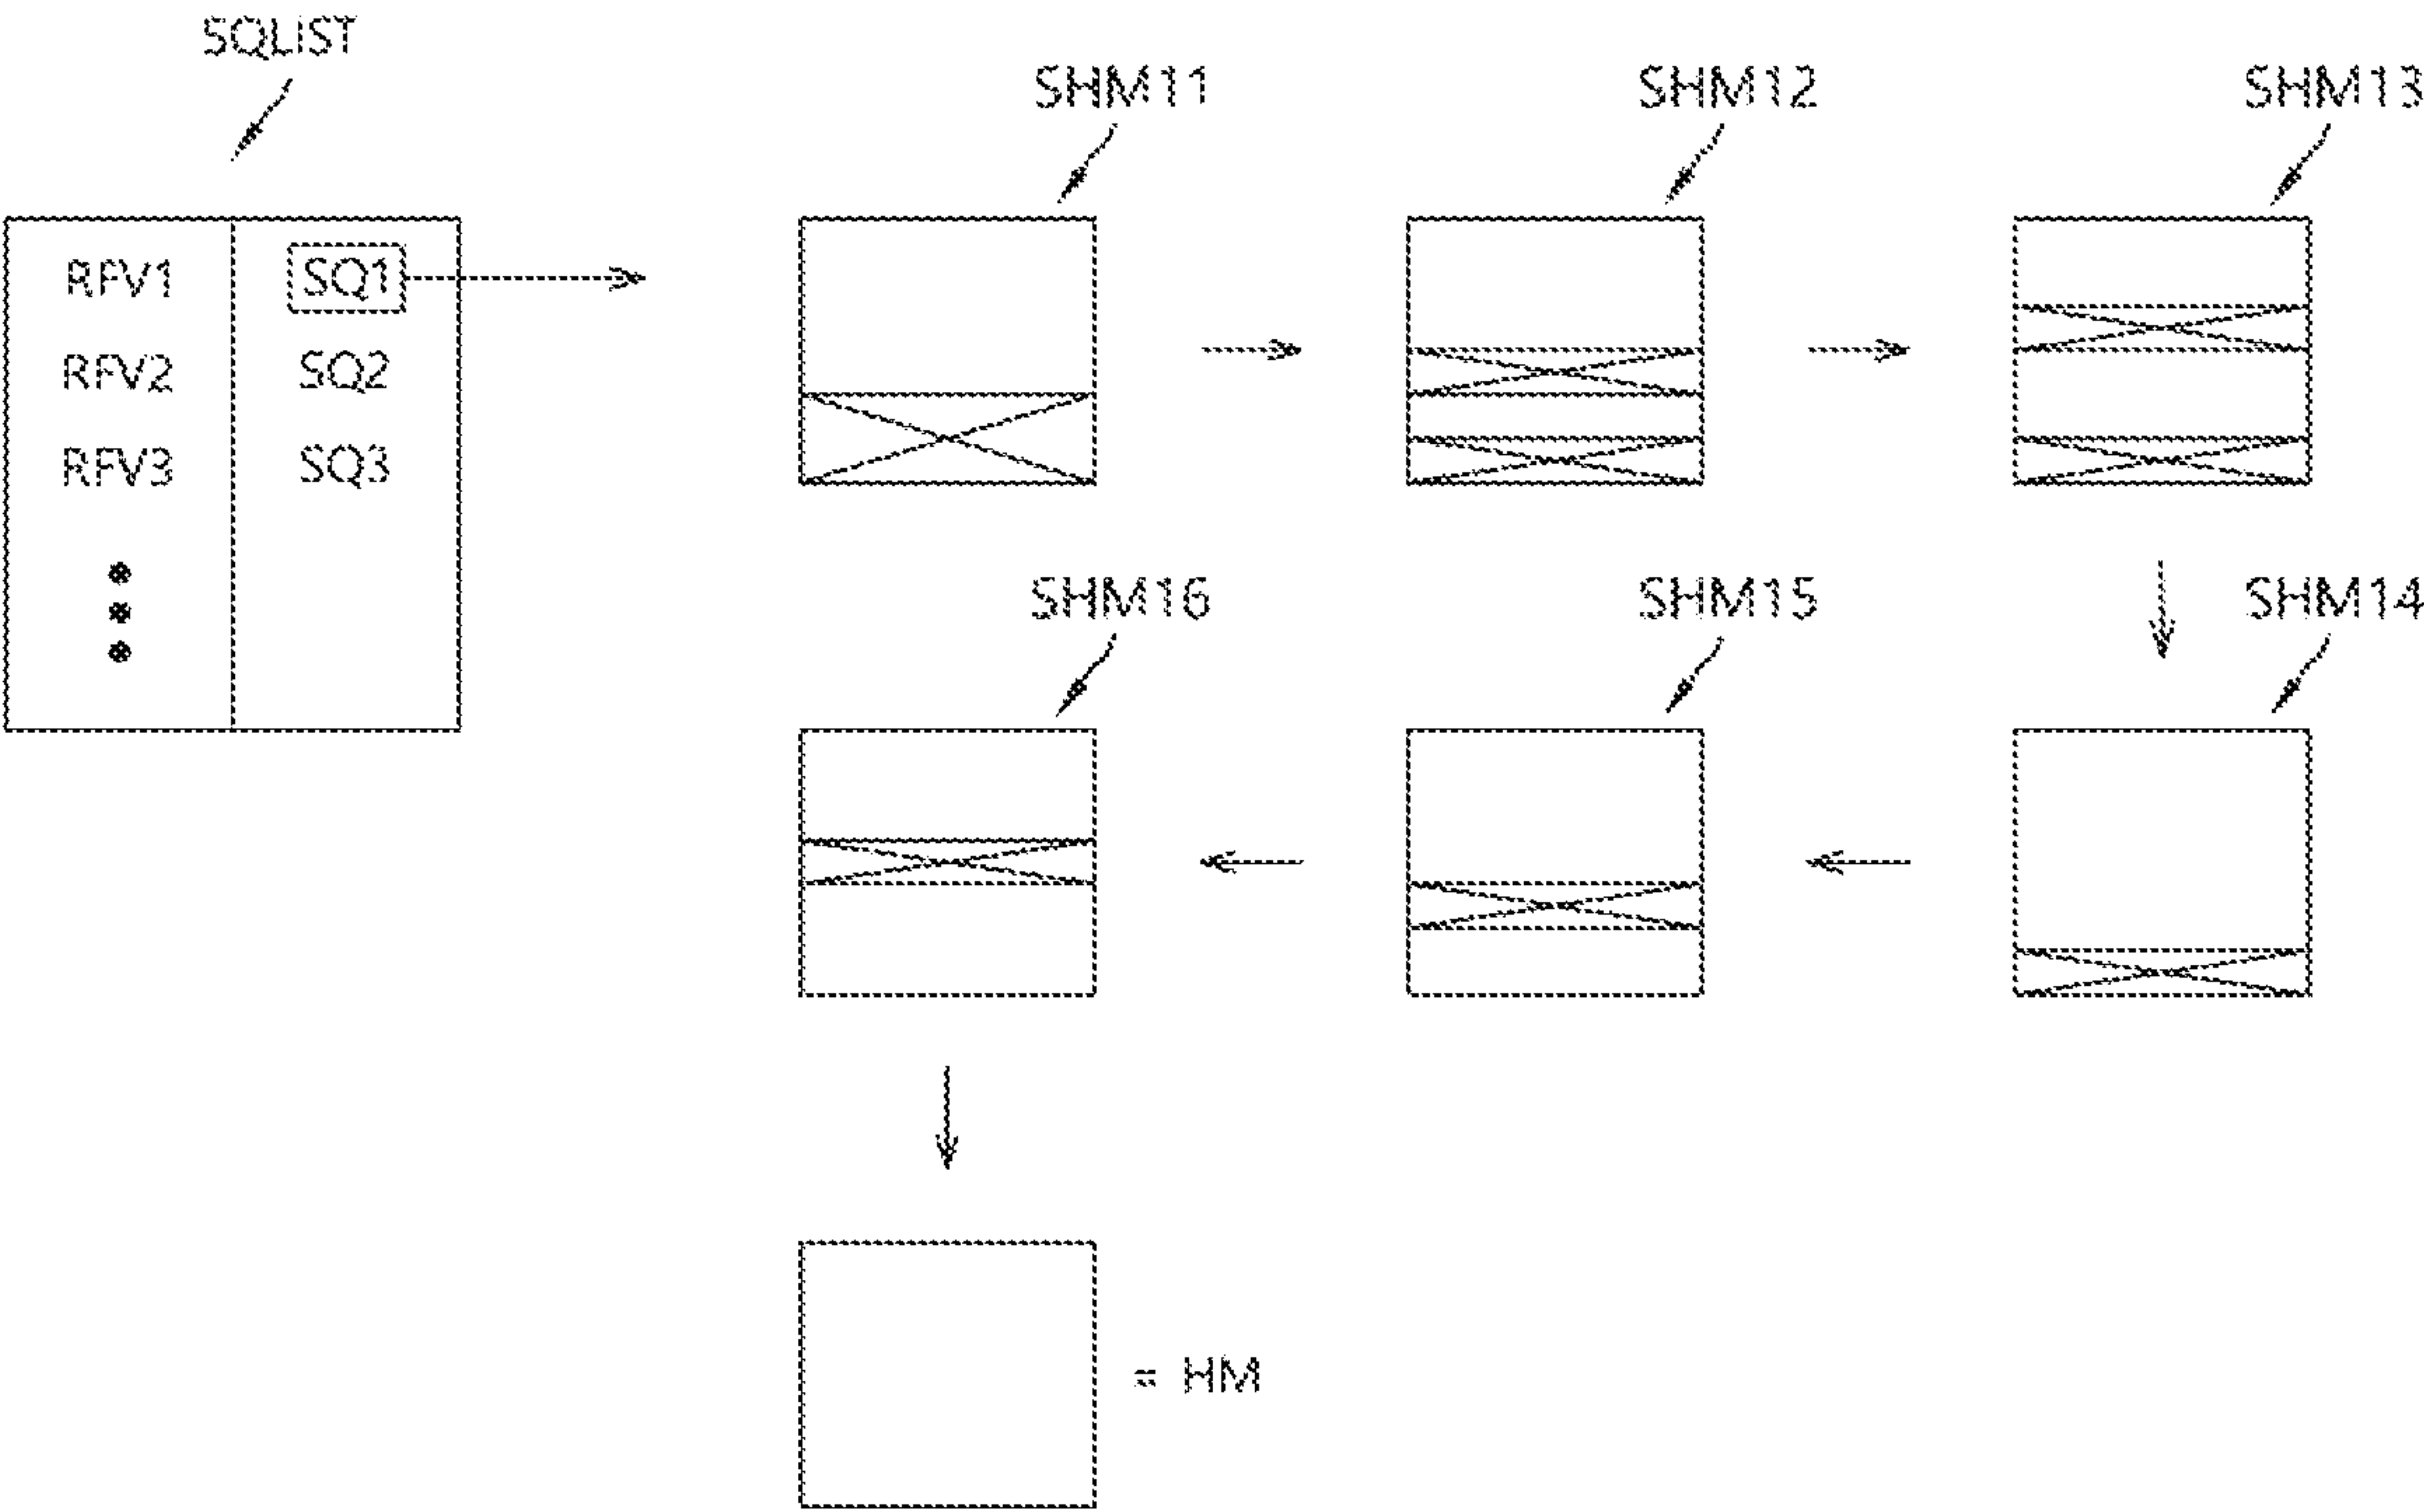 SQLIST
SHM11 SHM12 SHM13
RFV1 SQ1
RFV2 SQ2
RFV3 SQ3
SHM16 SHM15 SHM14
= HM